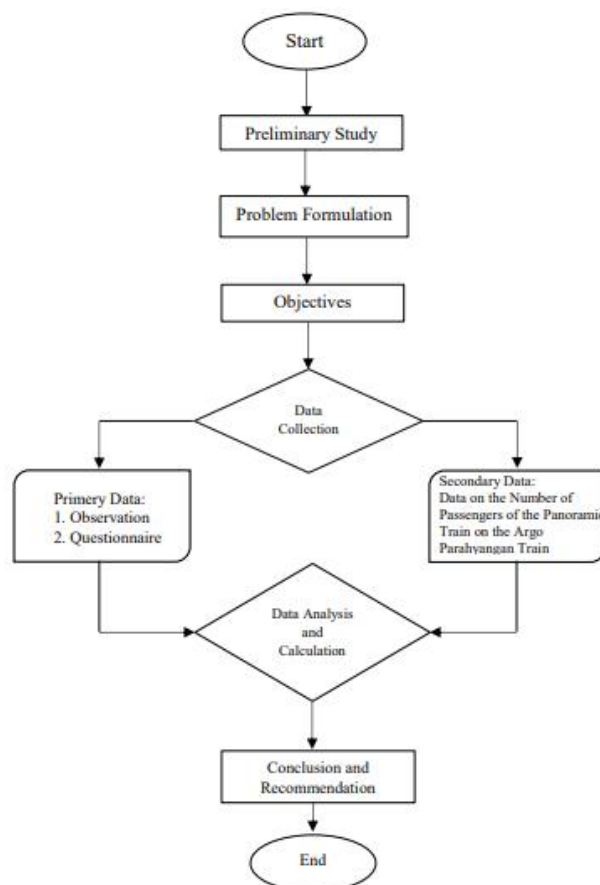 Start
Preliminary Study
Problem Formulation
Objectives
Data
Collection
Primery Data:
1. Observation
2. Questionnaire
Secondary Data:
Data on the Number of
Passengers of the Panoramic
Train on the Argo
Parahyangan Train
Data Analysis
and
Calculation
Conclusion and
Recommendation
End